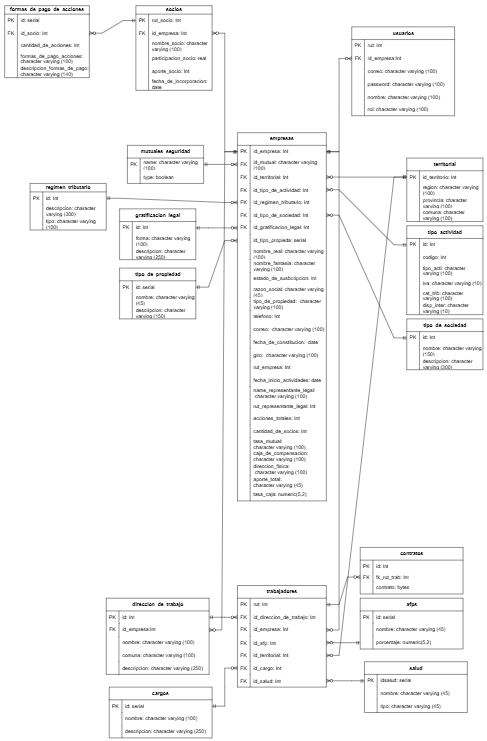 formas de pago de acciones
PK id: serial
FK id_socio: int
cantidad_de_acciones: int
formas_de_pago_acciones:
character varying (100)
descripcion_formas_de_pago:
character varying (140)
socios
PK rut_socio: int
FK id_empresa: int
nombre_socio: character
varying (100)
participacion_socio: real
aporte_socio: int
fecha_de_incorporacion:
date
usuarios
PK rut: int
FK id_empresa:int
correo: character varying (100)
password: character varying (100)
nombre: character varying (100)
rol: character varying (100)
empresas
PK id_empresa: int
FK id_mutual: character varying
(100)
FK id_territorial: int
FK id_tipo_de_actividad: int
FK id_regimen_tributario: int
FK id_tipo_de_sociedad: int
FK id_gratificacion_legal: int
id_tipo_propieda: serial
nombre_real: character varying
(100)
nombre_fantasia: character
varying (100)
estado_de_susbcripcion: int
razon_social: character varying
(45)
tipo_de_propiedad: character
varying (100)
telefono: int
correo: character varying (100)
fecha_de_constitucion: date
giro: character varying (100)
rut_empresa: int
fecha_inicio_actividades: date
name_representante_legal:
character varying (100)
rut_representante_legal: int
acciones_totales: int
cantidad_de_socios: int
tasa_mutual:
character varying (100)
caja_de_compensacion:
character varying (100)
direccion_fisica:
character varying (100)
aporte_total:
character varying (45)
tasa_caja: numeric(5,2)
mutuales seguridad
PK name: character varying
(100)
type: boolean
regimen tributario
PK id: int
descripcion: character
varying (300)
tipo: character varying
(100)
gratificacion legal
PK id: int
forma: character varying
(100)
descripcion: character
varying (250)
tipo de propiedad
PK id: serial
nombre: character varying
(45)
descripcion: character
varying (150)
territorial
PK id_territorio: int
region: character varying
(100)
provincia: character
varying (100)
comuna: character
varying (100)
tipo actividad
PK id: int
codigo: int
tipo_acti: character
varying (100)
iva: character varying (10)
cat_trib: character
varying (100)
disp_inter: character
varying (10)
tipo de sociedad
PK id: int
nombre: character varying
(150)
descripcion: character
varying (300)
contratos
PK id: int
FK fk_rut_trab: int
contrato: bytes
trabajadores
PK rut: int
FK id_direccion_de_trabajo: int
FK id_empresa: int
FK id_afp: int
FK id_territorial: int
FK id_cargo: int
FK id_salud: int
direccion de trabajo
PK id: int
FK id_empresa:int
nombre: character varying (100)
comuna: character varying (100)
descripcion: character varying (250)
afps
PK id: serial
nombre: character varying (45)
porcentaje: numeric(5,2)
salud
PK idsalud: serial
nombre: character varying (45)
tipo: character varying (45)
cargos
PK id: serial
nombre: character varying (100)
descripcion: character varying (250)